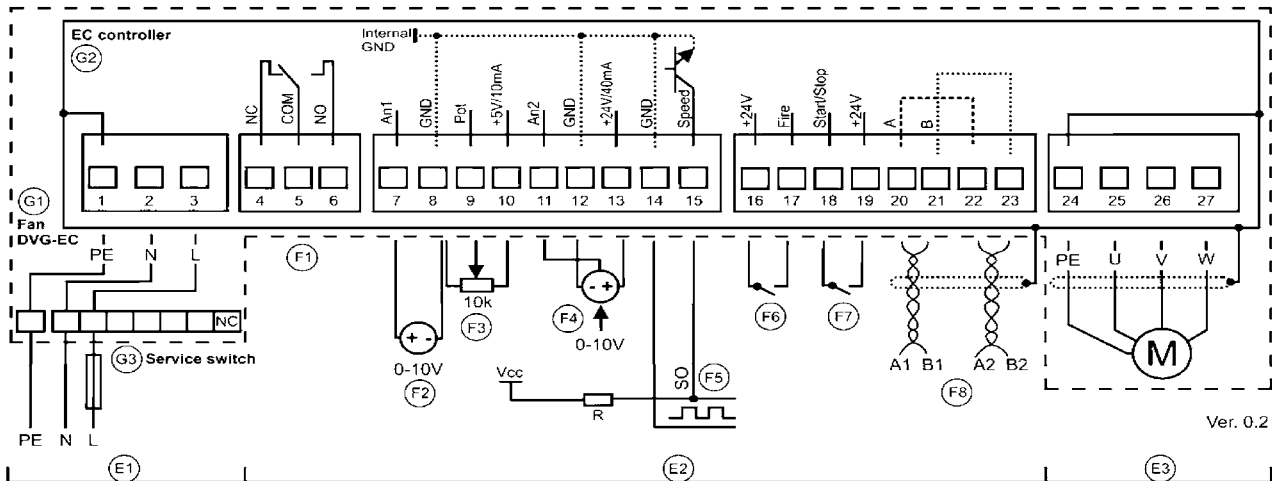 EC controller
G2
Internal
GND
NC
COM
NO
An1
GND
Pot
+5V/10mA
An2
GND
+24V/40mA
GND
Speed
+24V
Fire
Start/Stop
+24V
A
B
1 2 3 4 5 6 7 8 9 10 11 12 13 14 15 16 17 18 19 20 21 22 23 24 25 26 27
G1
Fan
DVG-EC
PE N L
F1
PE U V W
10k
F3
F4
F6
F7
NC
- +
0-10V
G3 Service switch
+ -
0-10V
F2
M
A1 B1 A2 B2
F8
Vcc
R
SO
F5
Ver. 0.2
PE N L
E1
E2
E3